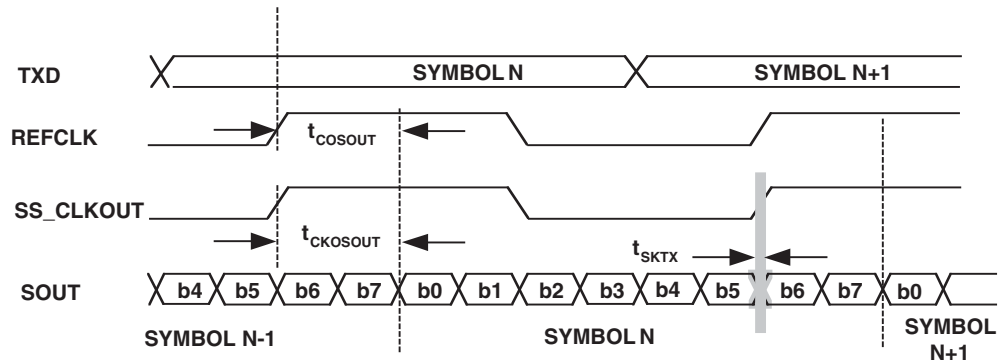 TXD SYMBOL N SYMBOL N+1
REFCLK tCOSOUT
SS_CLKOUT tCKOSOUT
tSKTX
SOUT b4 b5 b6 b7 b0 b1 b2 b3 b4 b5 b6 b7 b0
SYMBOL N-1 SYMBOL N SYMBOL
N+1